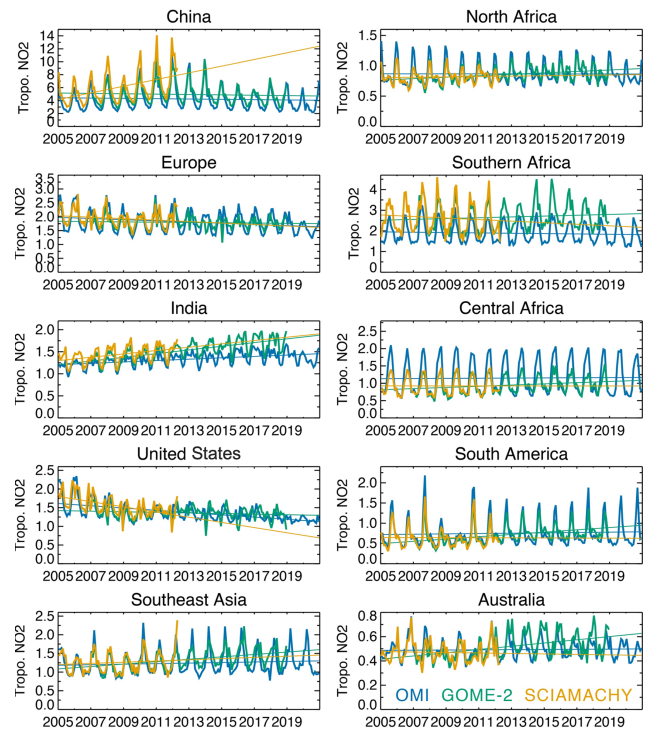 China
Tropo. NO2
14
12
10
8
6
4
2
0
2005 2007 2009 2011 2013 2015 2017 2019
North Africa
Tropo. NO2
1.5
1.0
0.5
0.0
2005 2007 2009 2011 2013 2015 2017 2019
Europe
Tropo. NO2
3.5
3.0
2.5
2.0
1.5
1.0
0.5
0.0
2005 2007 2009 2011 2013 2015 2017 2019
Southern Africa
Tropo. NO2
4
3
2
1
0
2005 2007 2009 2011 2013 2015 2017 2019
India
Tropo. NO2
2.0
1.5
1.0
0.5
0.0
2005 2007 2009 2011 2013 2015 2017 2019
Central Africa
Tropo. NO2
2.5
2.0
1.5
1.0
0.5
0.0
2005 2007 2009 2011 2013 2015 2017 2019
United States
Tropo. NO2
2.5
2.0
1.5
1.0
0.5
0.0
2005 2007 2009 2011 2013 2015 2017 2019
South America
Tropo. NO2
2.0
1.5
1.0
0.5
0.0
2005 2007 2009 2011 2013 2015 2017 2019
Southeast Asia
Tropo. NO2
2.5
2.0
1.5
1.0
0.5
0.0
2005 2007 2009 2011 2013 2015 2017 2019
Australia
Tropo. NO2
0.8
0.6
0.4
0.2
0.0
OMI GOME-2 SCIAMACHY
2005 2007 2009 2011 2013 2015 2017 2019